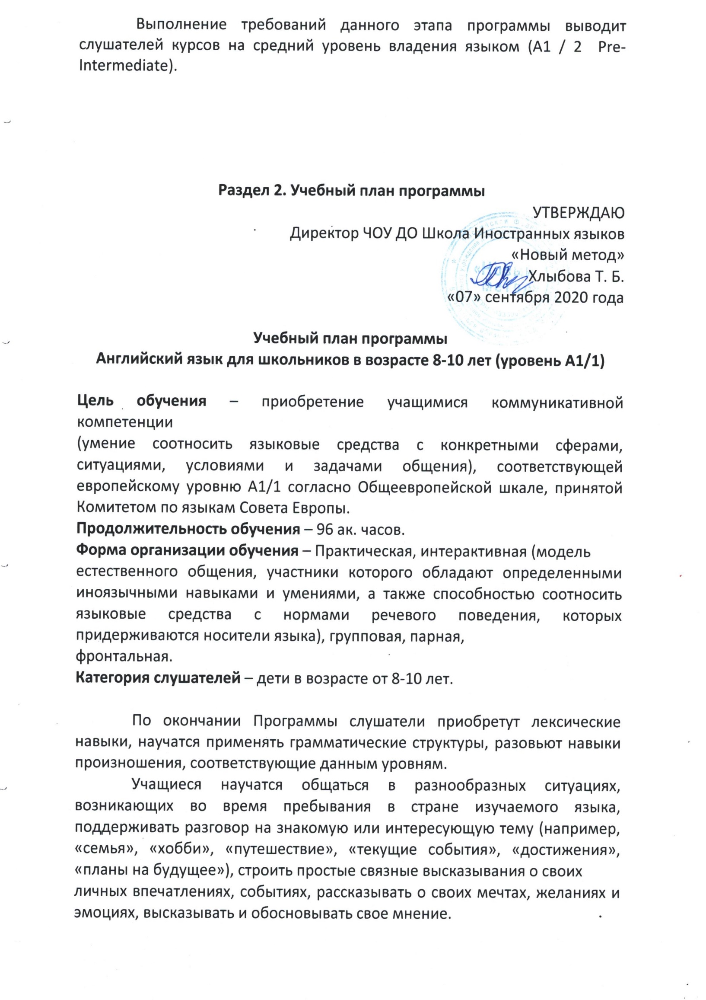 Выполнение требований данного этапа программы выводит
слушателей курсов на средний уровень владения языком (А1 / 2 Pre-
Intermediate).
Раздел 2. Учебный план программы
УТВЕРЖДАЮ
Директор ЧОУ ДО Школа Иностранных языков
«Новый метод»
Хлыбова Т. Б.
«07» сентября 2020 года
Учебный план программы
Английский язык для школьников в возрасте 8-10 лет (уровень А1/1)
Цель обучения – приобретение учащимися коммуникативной
компетенции
(умение соотносить языковые средства с конкретными сферами,
ситуациями, условиями и задачами общения), соответствующей
европейскому уровню А1/1 согласно Общеевропейской шкале, принятой
Комитетом по языкам Совета Европы.
Продолжительность обучения – 96 ак. часов.
Форма организации обучения – Практическая, интерактивная (модель
естественного общения, участники которого обладают определенными
иноязычными навыками и умениями, а также способностью соотносить
языковые средства с нормами речевого поведения, которых
придерживаются носители языка), групповая, парная,
фронтальная.
Категория слушателей – дети в возрасте от 8-10 лет.
По окончании Программы слушатели приобретут лексические
навыки, научатся применять грамматические структуры, разовьют навыки
произношения, соответствующие данным уровням.
Учащиеся научатся общаться в разнообразных ситуациях,
возникающих во время пребывания в стране изучаемого языка,
поддерживать разговор на знакомую или интересующую тему (например,
«семья», «хобби», «путешествие», «текущие события», «достижения»,
«планы на будущее»), строить простые связные высказывания о своих
личных впечатлениях, событиях, рассказывать о своих мечтах, желаниях и
эмоциях, высказывать и обосновывать свое мнение.